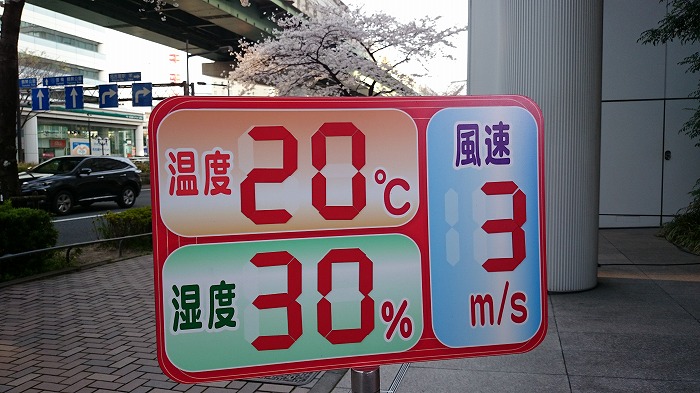 温度 20℃
湿度 30%
風速
3
m/s